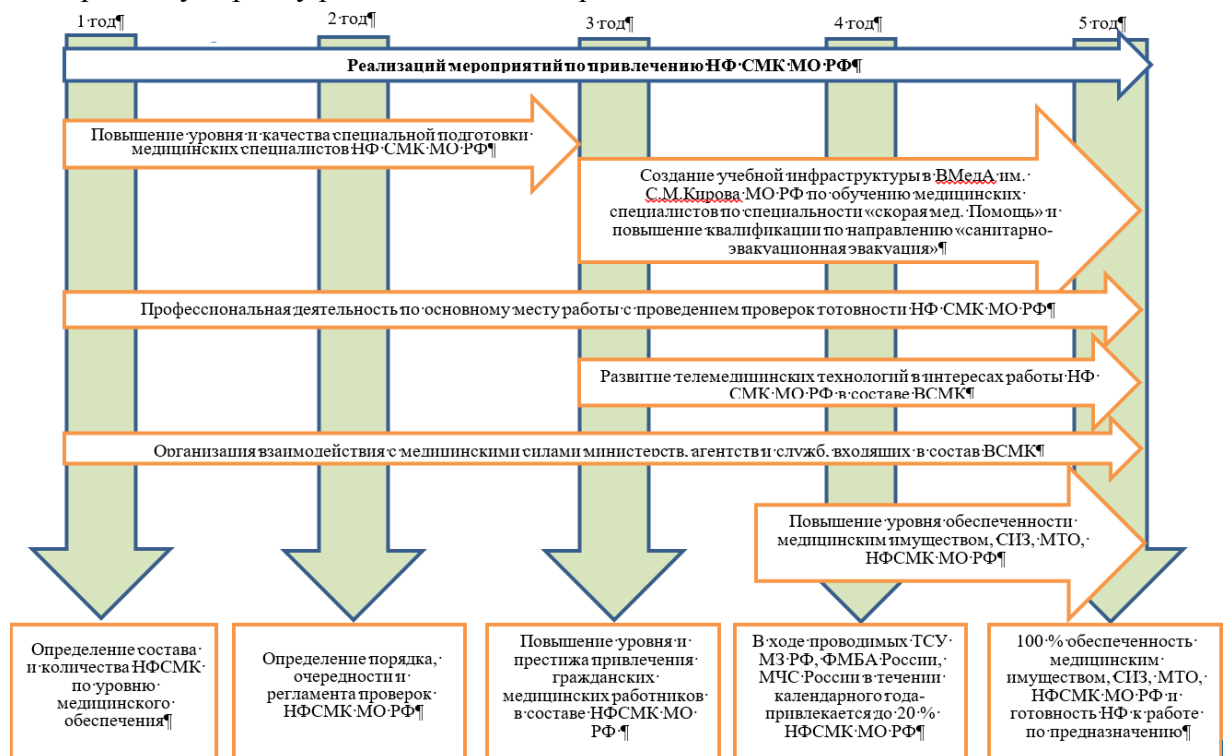 1 год¶
2·год¶
3·год¶
4·год¶
5·год¶
Реализаций·мероприятий·по·привлечению·НФ·СМК·МО·РФ¶
Повышение·уровня·и·качества·специальной·подготовки·
медицинских·специалистов·НФ·СМК·МО·РФ¶
Создание·учебной·инфраструктуры·в·ВМедА·им.·
С.М.Кирова·МО·РФ·по·обучению·медицинских·
специалистов·по·специальности·«скорая·мед.·Помощь»·и·
повышение·квалификации·по·направлению·«санитарно-
эвакуационная·эвакуация»¶
Профессиональная·деятельность·по·основному·месту·работы·с·проведением·проверок·готовности·НФ·СМК·МО·РФ¶
Развитие·телемедицинских·технологий·в·интересах·работы·НФ·
СМК·МО·РФ·в·составе·ВСМК¶
Организация·взаимодействия·с·медицинскими·силами·министерств,·агентств·и·служб,·входящих·в·состав·ВСМК¶
Повышение·уровня·обеспеченности·
медицинским·имуществом,·СИЗ,·МТО,·
НФСМК·МО·РФ¶
Определение·состава·
и·количества·НФСМК·
по·уровню·
медицинского·
обеспечения¶
Определение·порядка,·
очередности·и·
регламента·проверок·
НФСМК·МО·РФ¶
Повышение·уровня·и·
престижа·привлечения·
гражданских·
медицинских·работников·
в·составе·НФСМК·МО·
РФ·¶
В·ходе·проводимых·ТСУ·
МЗ·РФ,·ФМБА·России,·
МЧС·России·в·течении·
календарного·года-
привлекается·до·20·%·
НФСМК·МО·РФ¶
100·%·обеспеченность·
медицинским·
имуществом,·СИЗ,·МТО,·
НФСМК·МО·РФ·и·
готовность·НФ·к·работе·
по·предназначению¶